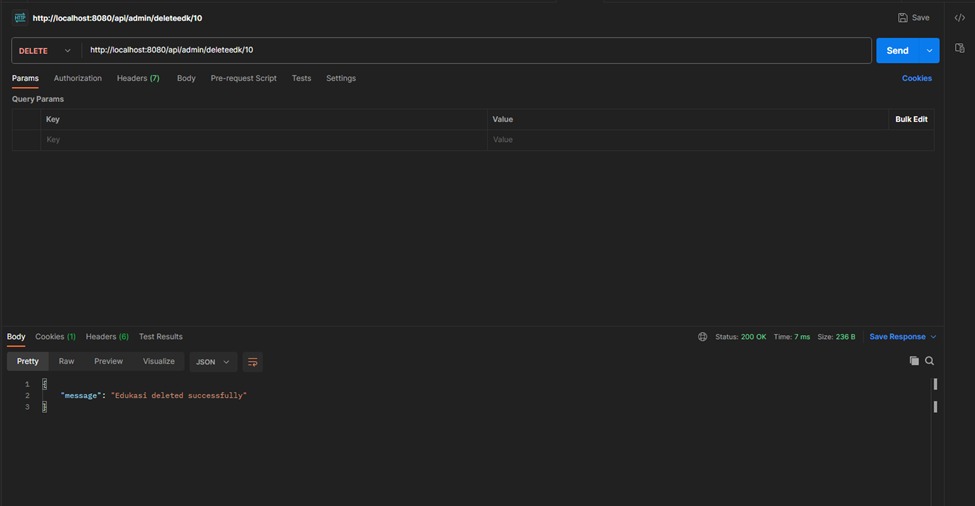 HTTP http://localhost:8080/api/admin/deleteedk/10 Save
DELETE http://localhost:8080/api/admin/deleteedk/10 Send
Params Authorization Headers (7) Body Pre-request Script Tests Settings Cookies
Query Params
Key Value Bulk Edit
Key Value
Body Cookies (1) Headers (6) Test Results Status: 200 OK Time: 7 ms Size: 236 B Save Response
Pretty Raw Preview Visualize JSON
1 {
2 "message": "Edukasi deleted successfully"
3 }